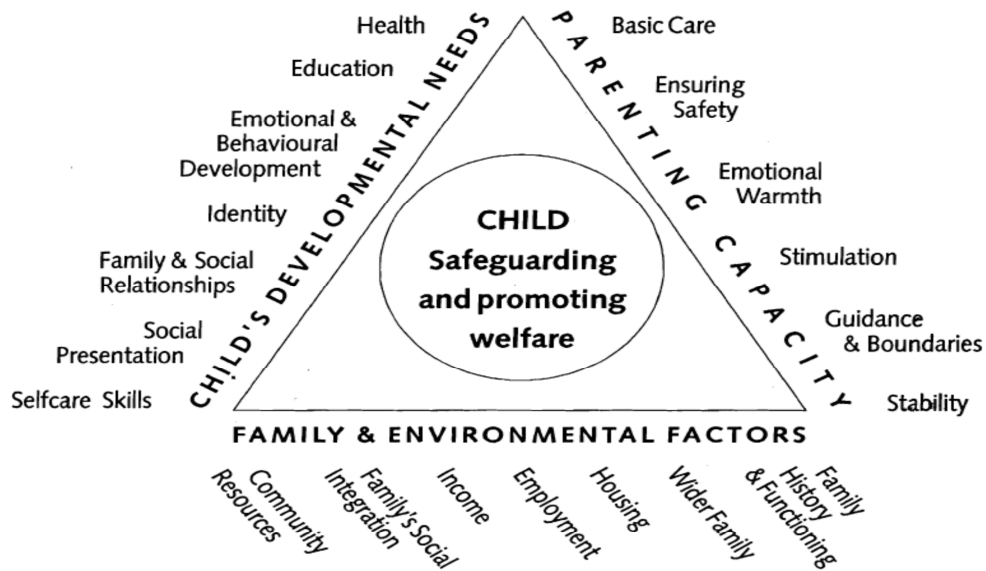 Health
Education
Emotional &
Behavioural
Development
Identity
Family & Social
Relationships
Social
Presentation
Selfcare Skills
CHILD'S DEVELOPMENTAL NEEDS
PARENTING CAPACITY
Basic Care
Ensuring
Safety
Emotional
Warmth
Stimulation
Guidance
& Boundaries
Stability
CHILD
Safeguarding
and promoting
welfare
FAMILY & ENVIRONMENTAL FACTORS
Community
Resources
Family's Social
Integration
Income
Employment
Housing
Wider Family
Family
History
& Functioning